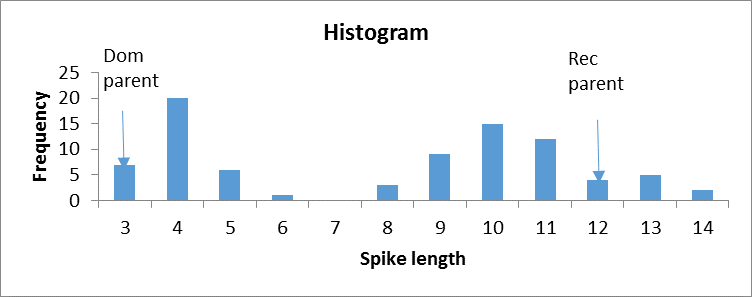 Histogram
Dom
parent
Rec
parent
Frequency
25
20
15
10
5
0
3 4 5 6 7 8 9 10 11 12 13 14
Spike length